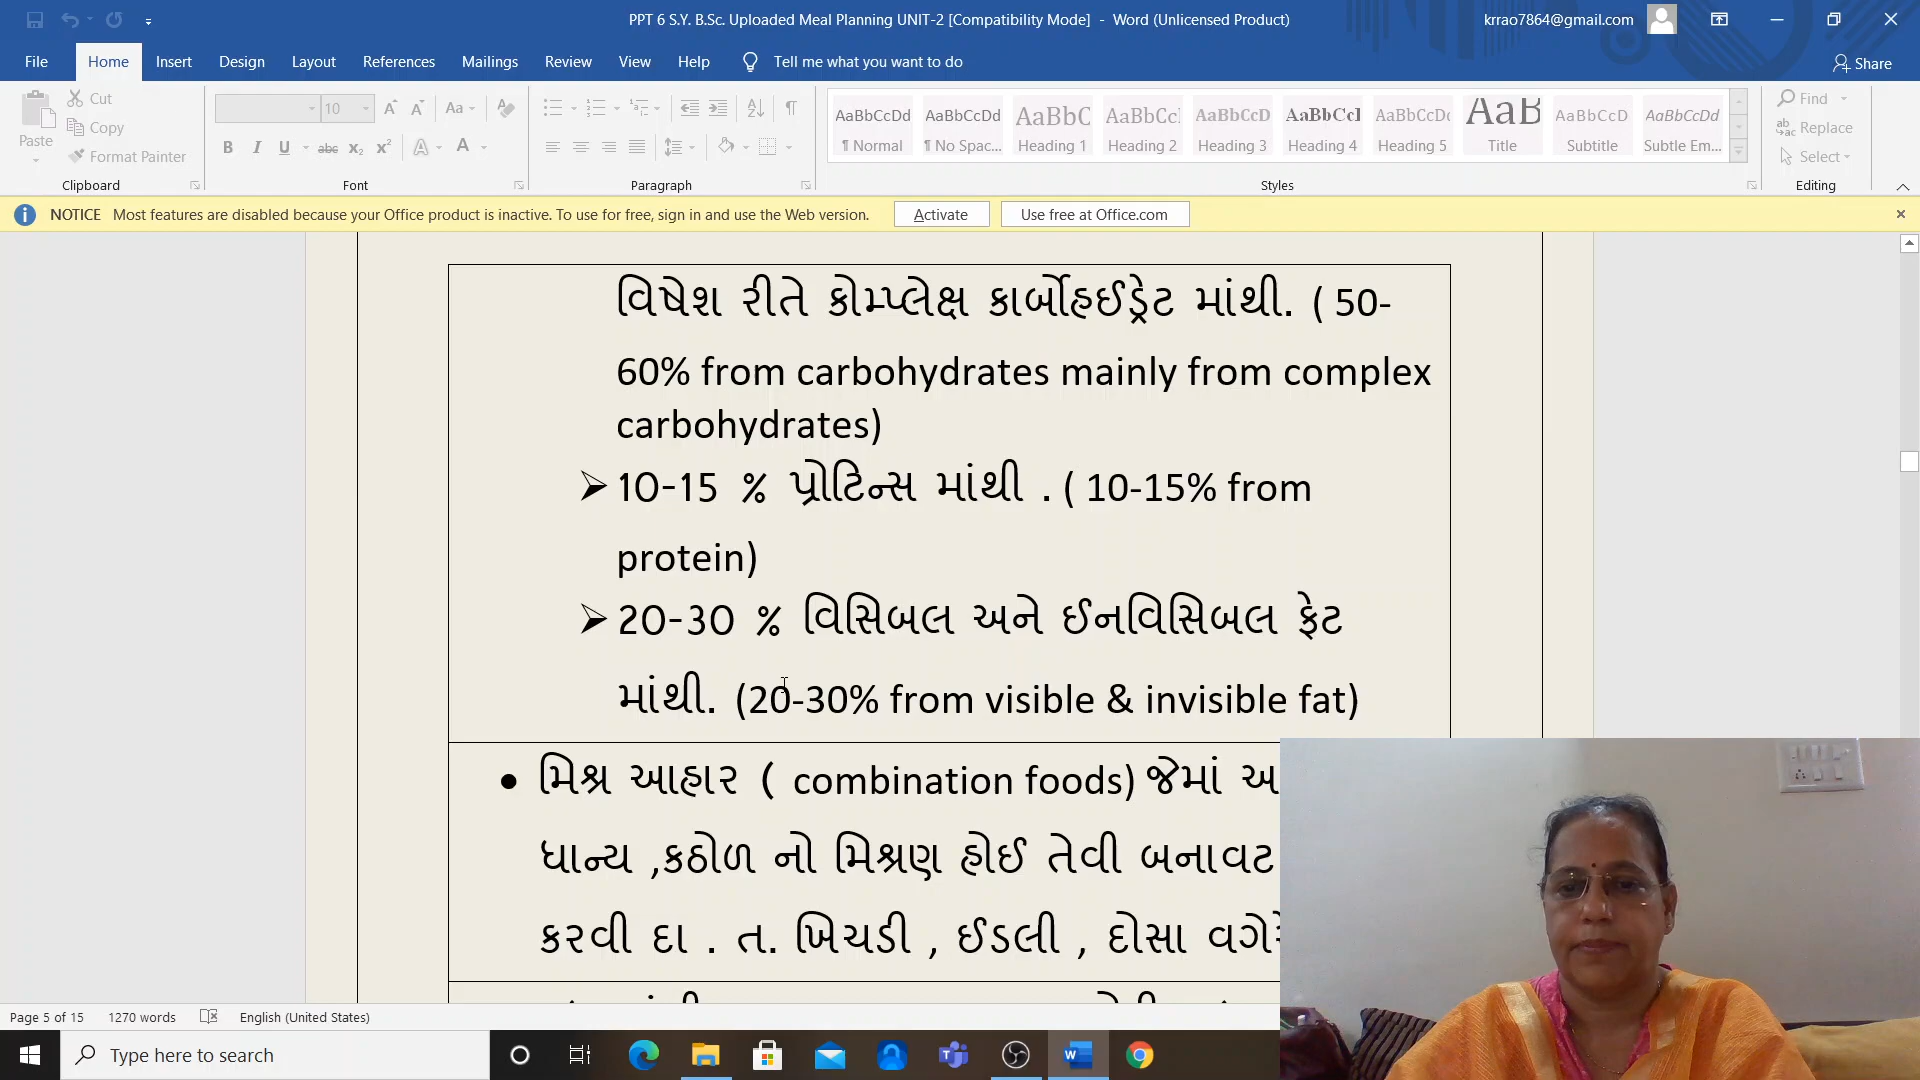 PPT 6 S.Y. B.Sc. Uploaded Meal Planning UNIT-2 [Compatibility Mode] - Word (Unlicensed Product)
krrao7864@gmail.com
File Home Insert Design Layout References Mailings Review View Help Tell me what you want to do
Share
Paste
Cut
Copy
Format Painter
Clipboard
10
Font
Paragraph
AaBbCcDd AaBbCcDd AaBbC AaBbCc AaBbCcD AaBbCcI AaBbCcDc AaB AaBbCcD AaBbCcDd
¶ Normal ¶ No Spac... Heading 1 Heading 2 Heading 3 Heading 4 Heading 5 Title Subtitle Subtle Em...
Styles
Find
Replace
Select
Editing
NOTICE Most features are disabled because your Office product is inactive. To use for free, sign in and use the Web version. Activate Use free at Office.com
વિષેશ રીતે કોમ્પ્લેક્ષ કાર્બોહઈડ્રેટ માંથી. ( 50-
60% from carbohydrates mainly from complex
carbohydrates)
➢ 10-15 % પ્રોટિન્સ માંથી . ( 10-15% from
protein)
➢ 20-30 % વિસિબલ અને ઈનવિસિબલ ફેટ
માંથી. (20-30% from visible & invisible fat)
• મિશ્ર આહાર ( combination foods) જેમાં અ
ધાન્ય ,કઠોળ નો મિશ્રણ હોઈ તેવી બનાવટ
કરવી દા . ત. ખિચડી , ઈડલી , દોસા
Page 5 of 15 1270 words English (United States)
Type here to search